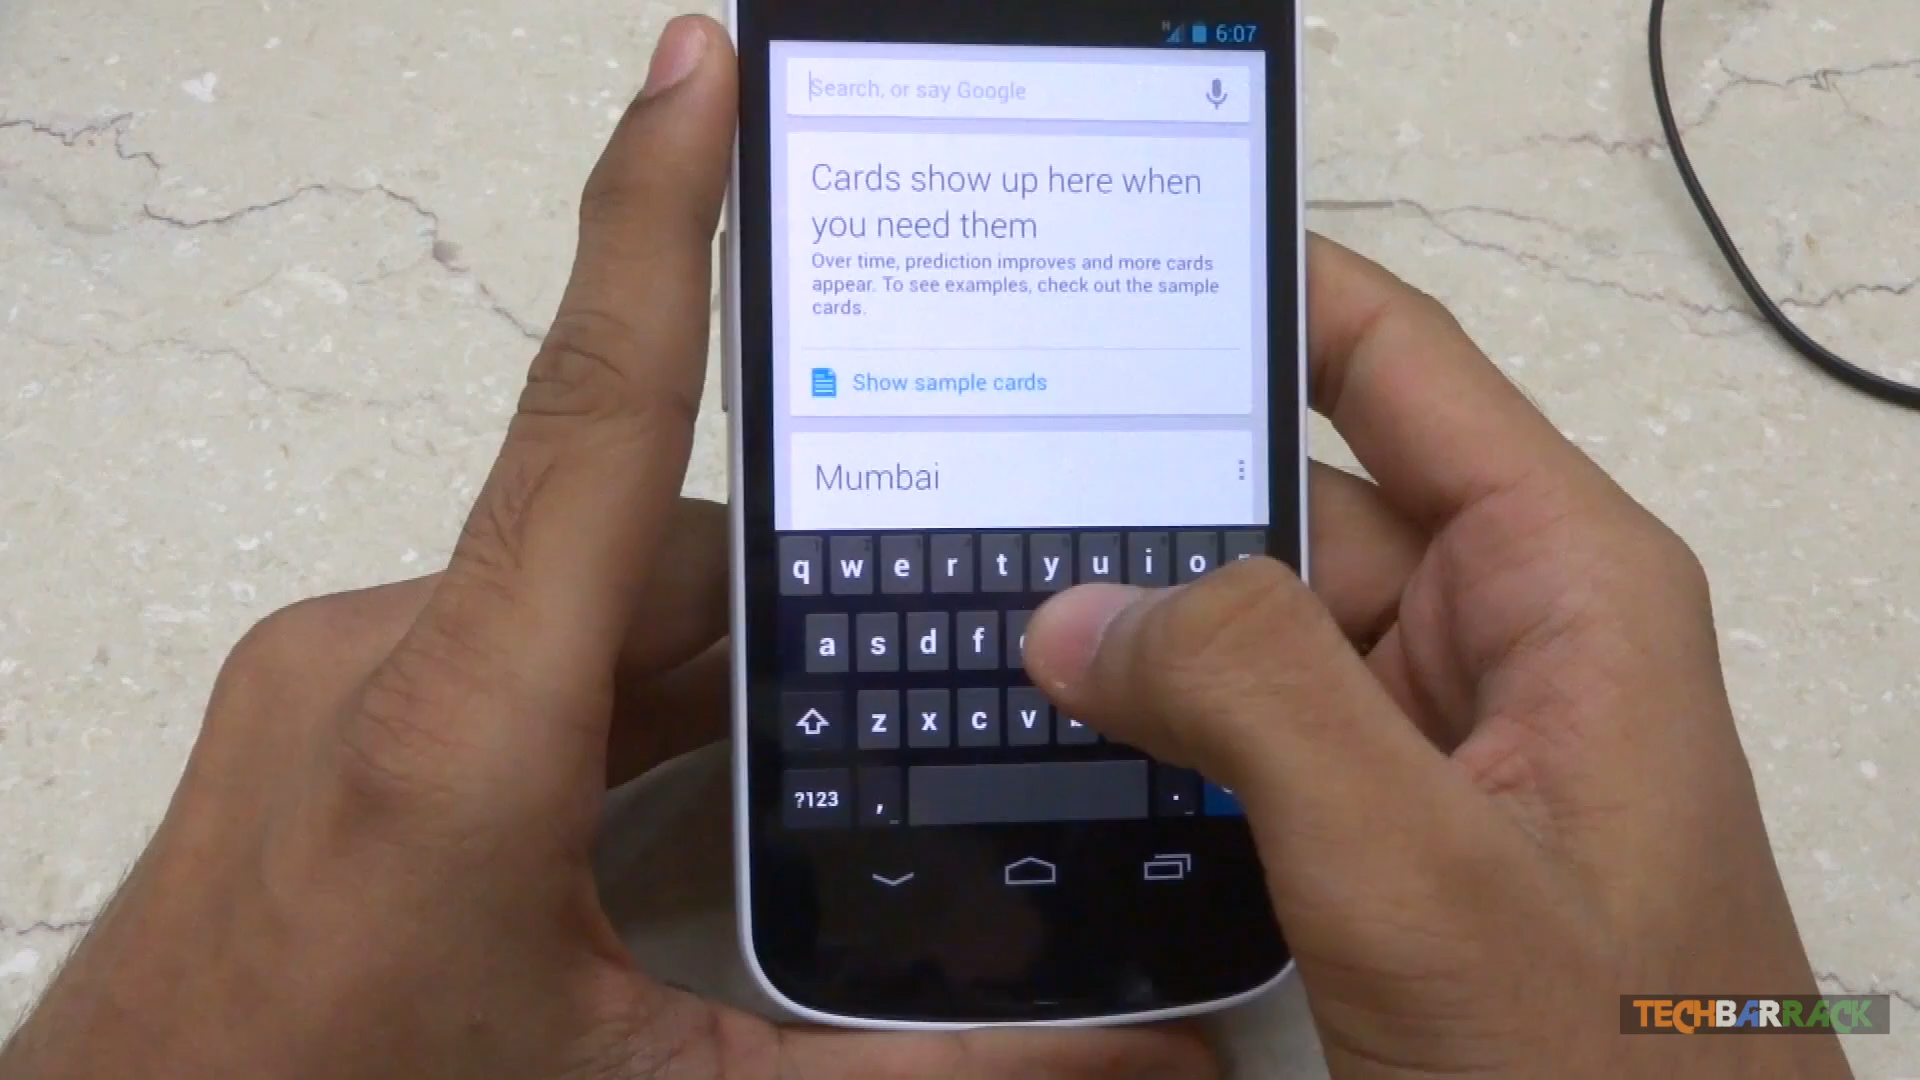 H 6:07
Search, or say Google
Cards show up here when
you need them
Over time, prediction improves and more cards
appear. To see examples, check out the sample
cards.
Show sample cards
Mumbai
q w e r t y u i o
a s d f
z x c v
?123 , .
TECHBARRACK